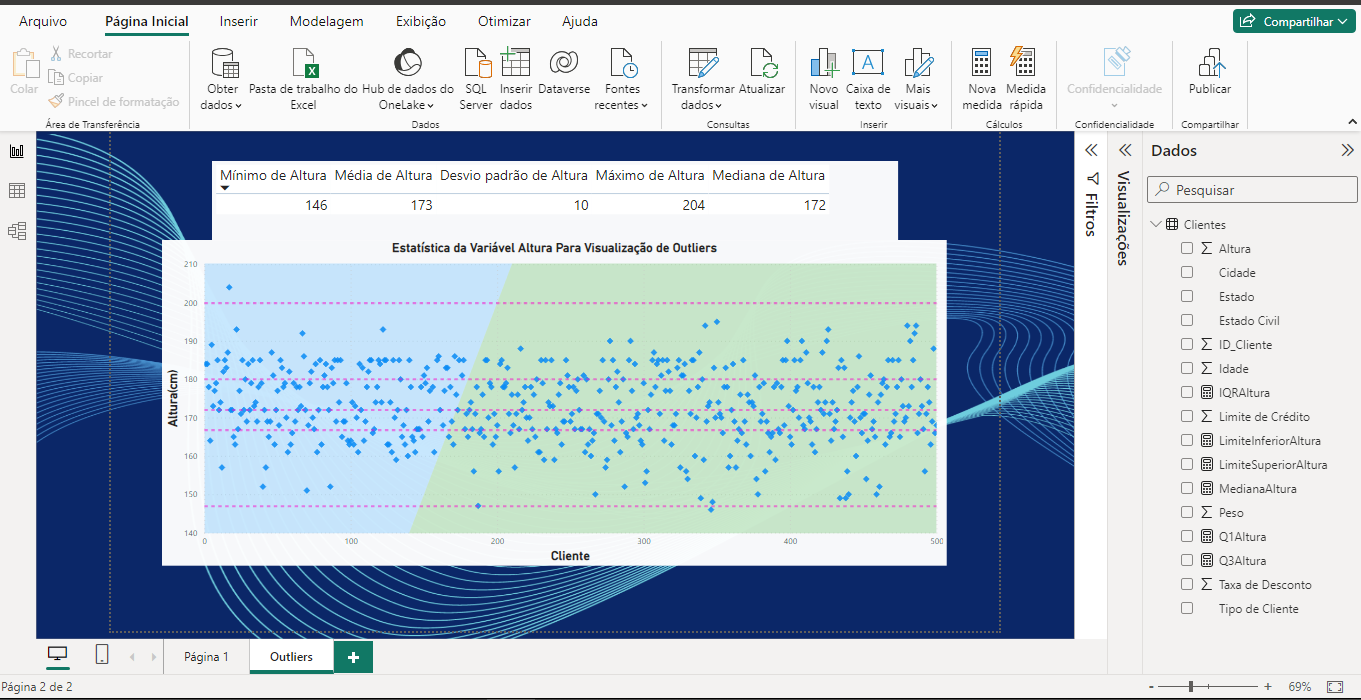 Arquivo Página Inicial Inserir Modelagem Exibição Otimizar Ajuda Compartilhar
Colar
Recortar
Copiar
Pincel de formatação
Área de Transferência
Obter dados
Pasta de trabalho do Excel
Hub de dados do OneLake
SQL Server
Inserir dados
Dataverse
Fontes recentes
Dados
Transformar dados
Atualizar
Consultas
Novo visual
Caixa de texto
Mais visuais
Inserir
Nova medida
Medida rápida
Cálculos
Confidencialidade
Confidencialidade
Publicar
Compartilhar
Mínimo de Altura Média de Altura Desvio padrão de Altura Máximo de Altura Mediana de Altura
146 173 10 204 172
Estatística da Variável Altura Para Visualização de Outliers
Altura(cm)
210
200
190
180
170
160
150
140
0 100 200 300 400 500
Cliente
Filtros
Visualizações
Dados
Pesquisar
Clientes
Altura
Cidade
Estado
Estado Civil
ID_Cliente
Idade
IQRAltura
Limite de Crédito
LimiteInferiorAltura
LimiteSuperiorAltura
MedianaAltura
Peso
Q1Altura
Q3Altura
Taxa de Desconto
Tipo de Cliente
Página 1 Outliers +
Página 2 de 2
- + 69%